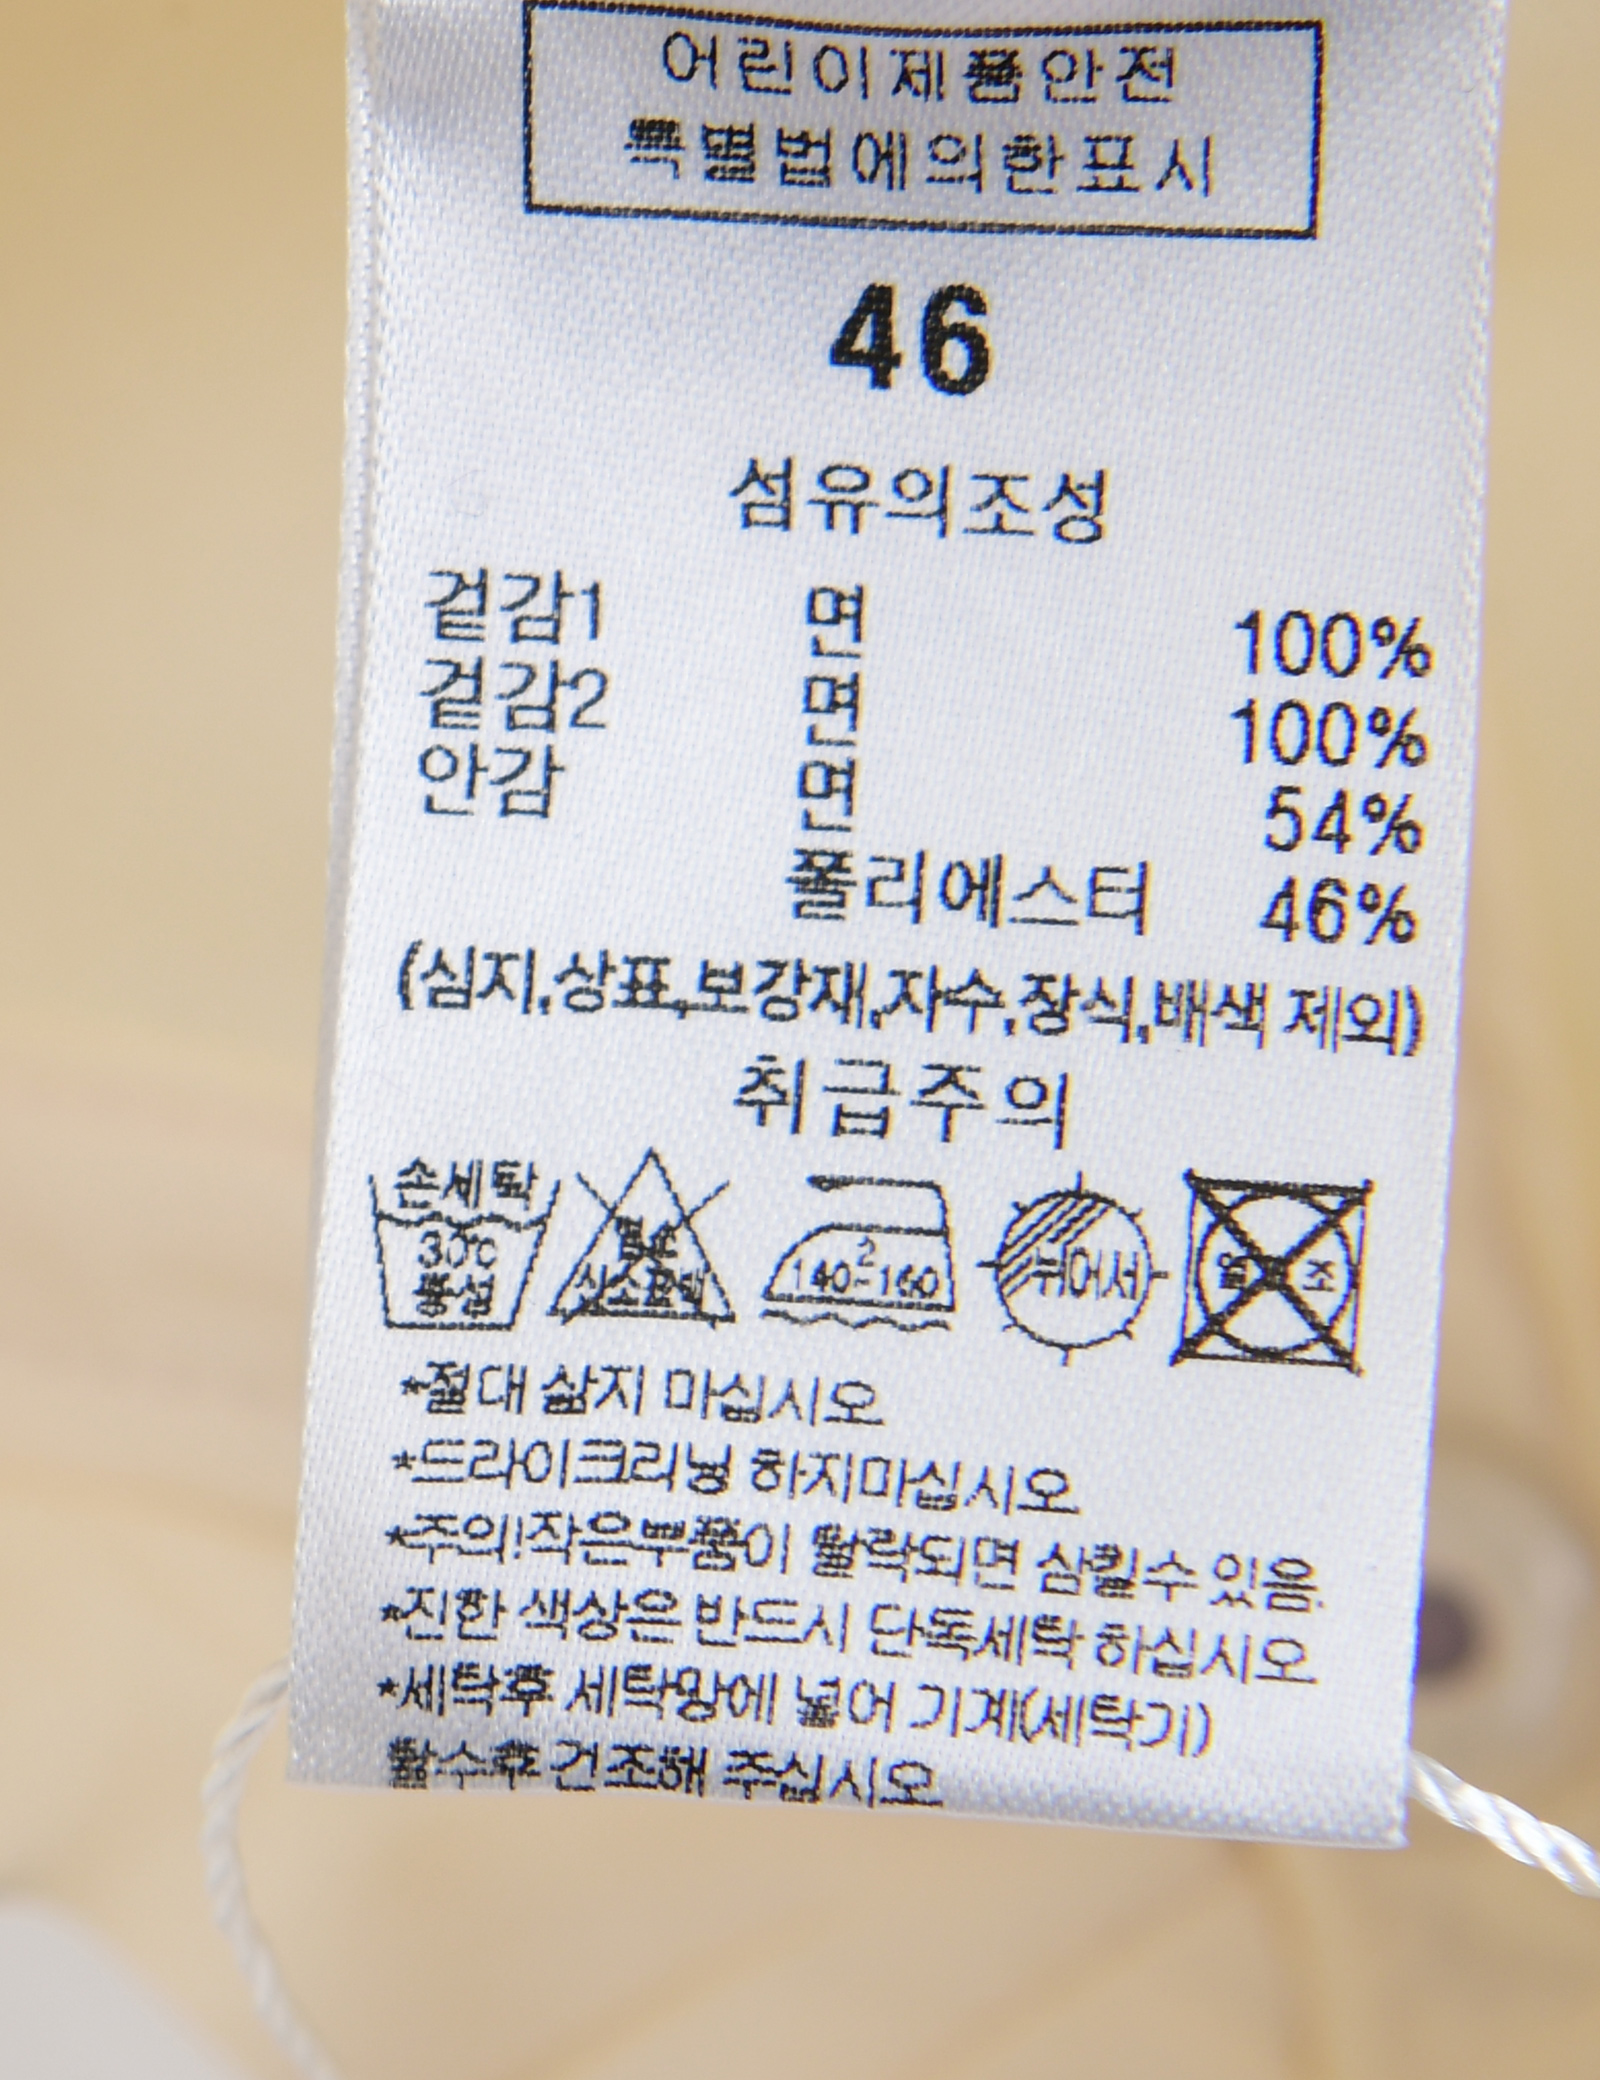 어린이제품안전
특별법에의한표시
46
섬유의조성
겉감1 면 100%
겉감2 면 100%
안감 면 54%
폴리에스터 46%
(심지,상표,보강재,자수,장식,배색 제외)
취급주의
손세탁
30℃
중성
산소표백
2
140-160
뉘어서
*절대 삶지 마십시오
*드라이크리닝 하지마십시오
*주의!작은부품이 탈락되면 삼킬수 있음.
*진한 색상은 반드시 단독세탁 하십시오
*세탁후 세탁망에 넣어 기계(세탁기)
탈수후 건조해 주십시오